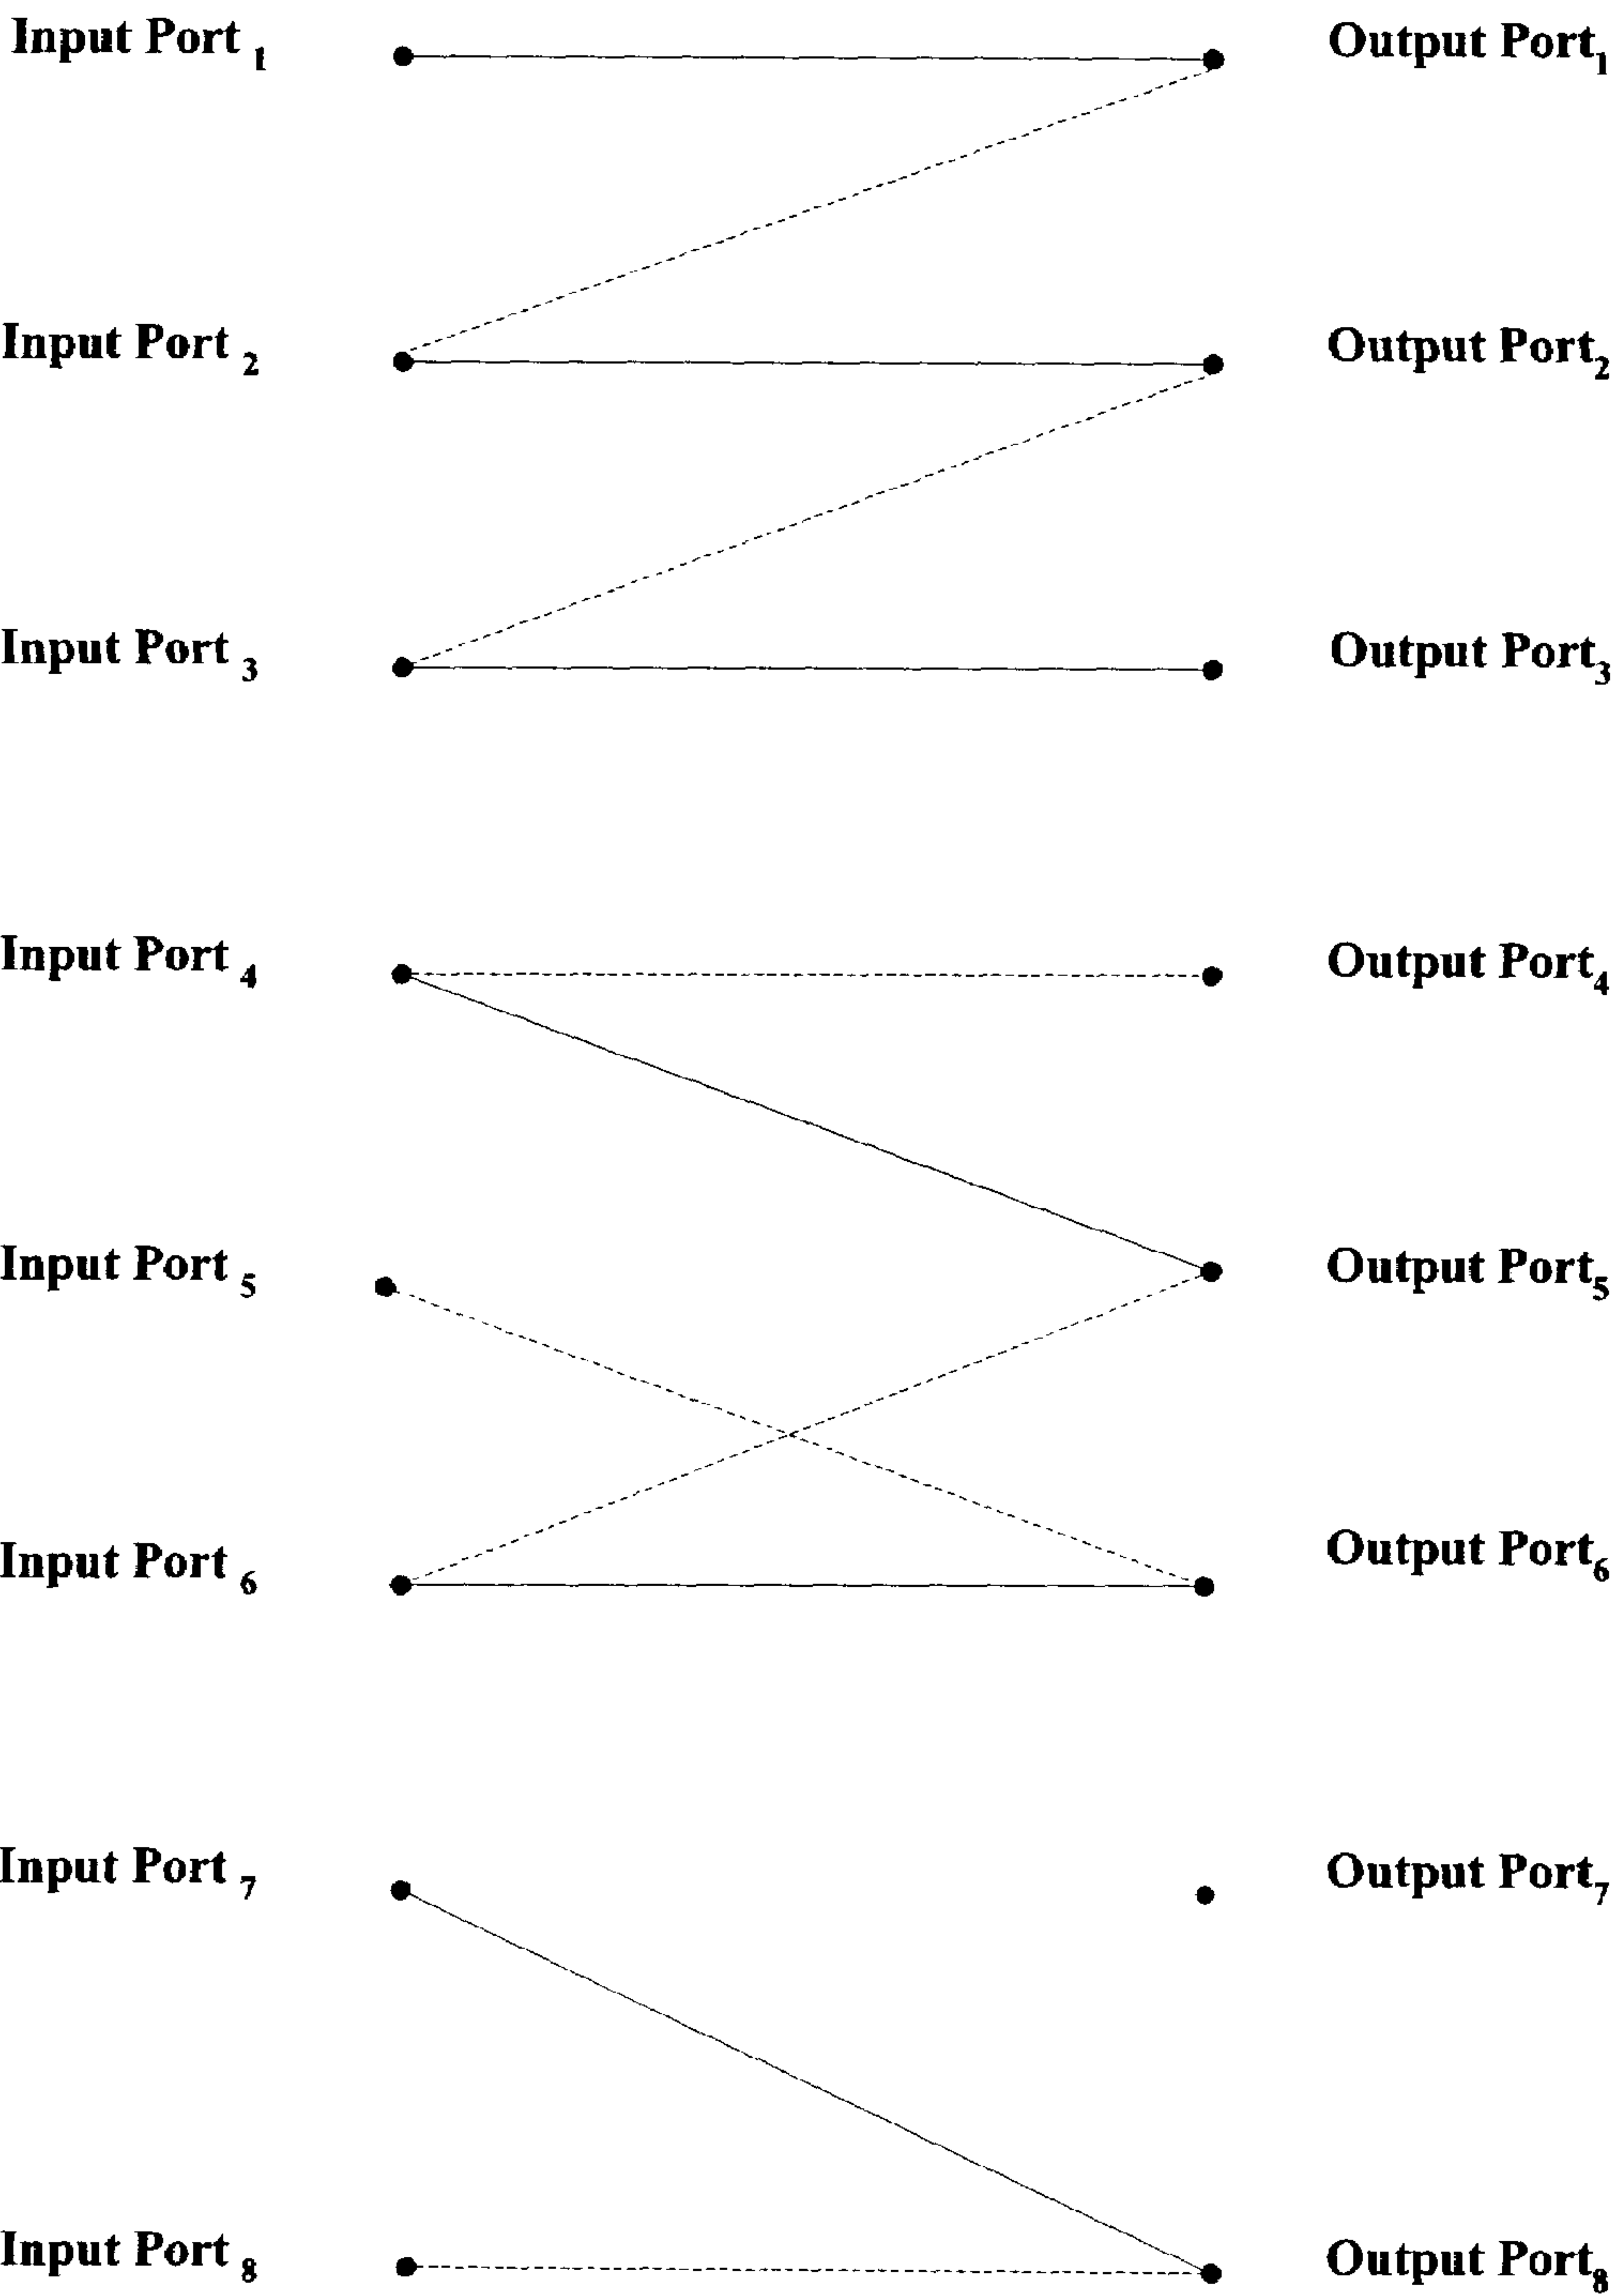 Input Port 1 Output Port1
Input Port 2 Output Port2
Input Port 3 Output Port3
Input Port 4 Output Port4
Input Port 5 Output Port5
Input Port 6 Output Port6
Input Port 7 Output Port7
Input Port 8 Output Port8